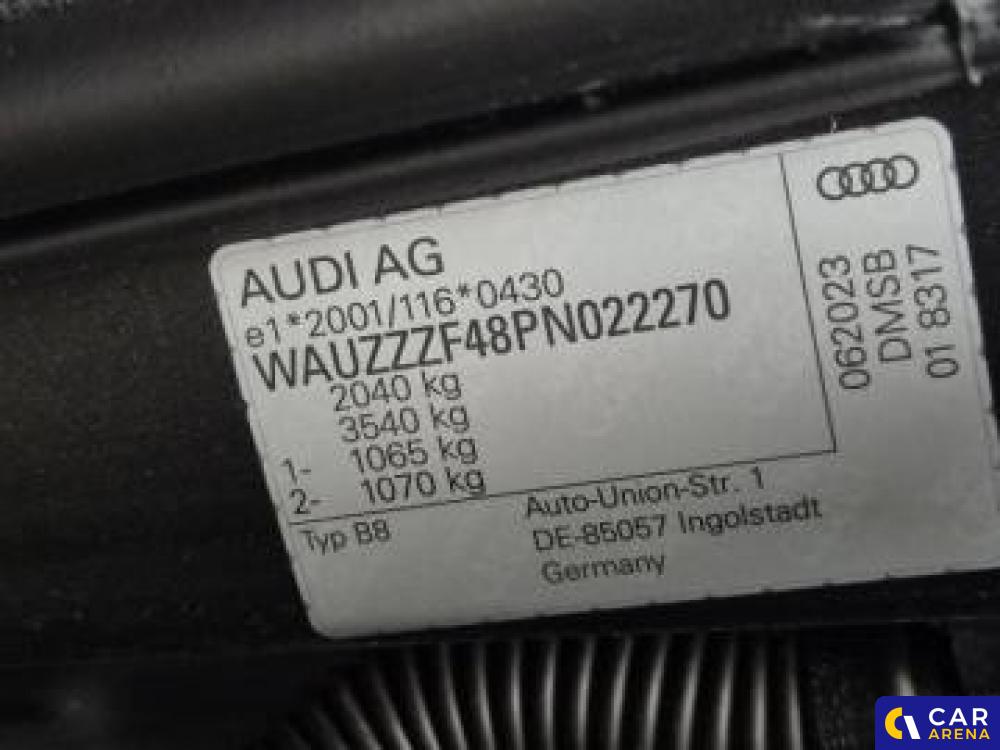 AUDI AG
e1*2001/116*0430
WAUZZZF48PN022270
2040 kg
3540 kg
1- 1065 kg
2- 1070 kg
Typ B8
Auto-Union-Str. 1
DE-85057 Ingolstadt
Germany
062023
DMSB
01 8317
CAR
ARENA